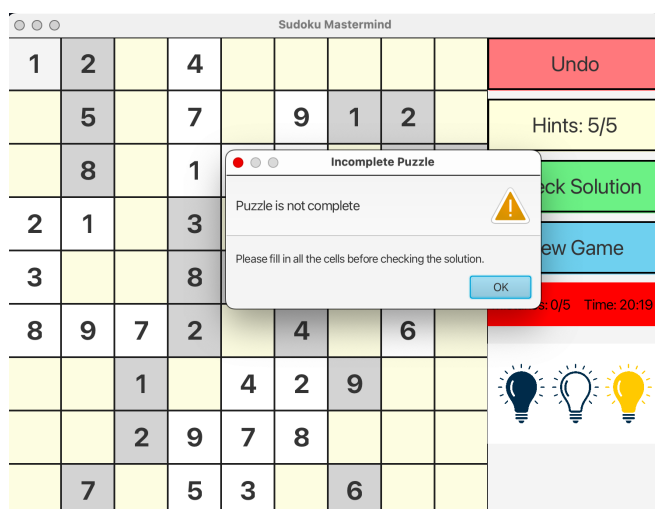 Sudoku Mastermind
1 2 4
Undo
5 7 9 1 2
Hints: 5/5
8 1
Incomplete Puzzle
Puzzle is not complete
ck Solution
2 1 3
ew Game
Please fill in all the cells before checking the solution.
3 8
OK
s: 0/5 Time: 20:19
8 9 7 2 4 6
1 4 2 9
2 9 7 8
7 5 3 6